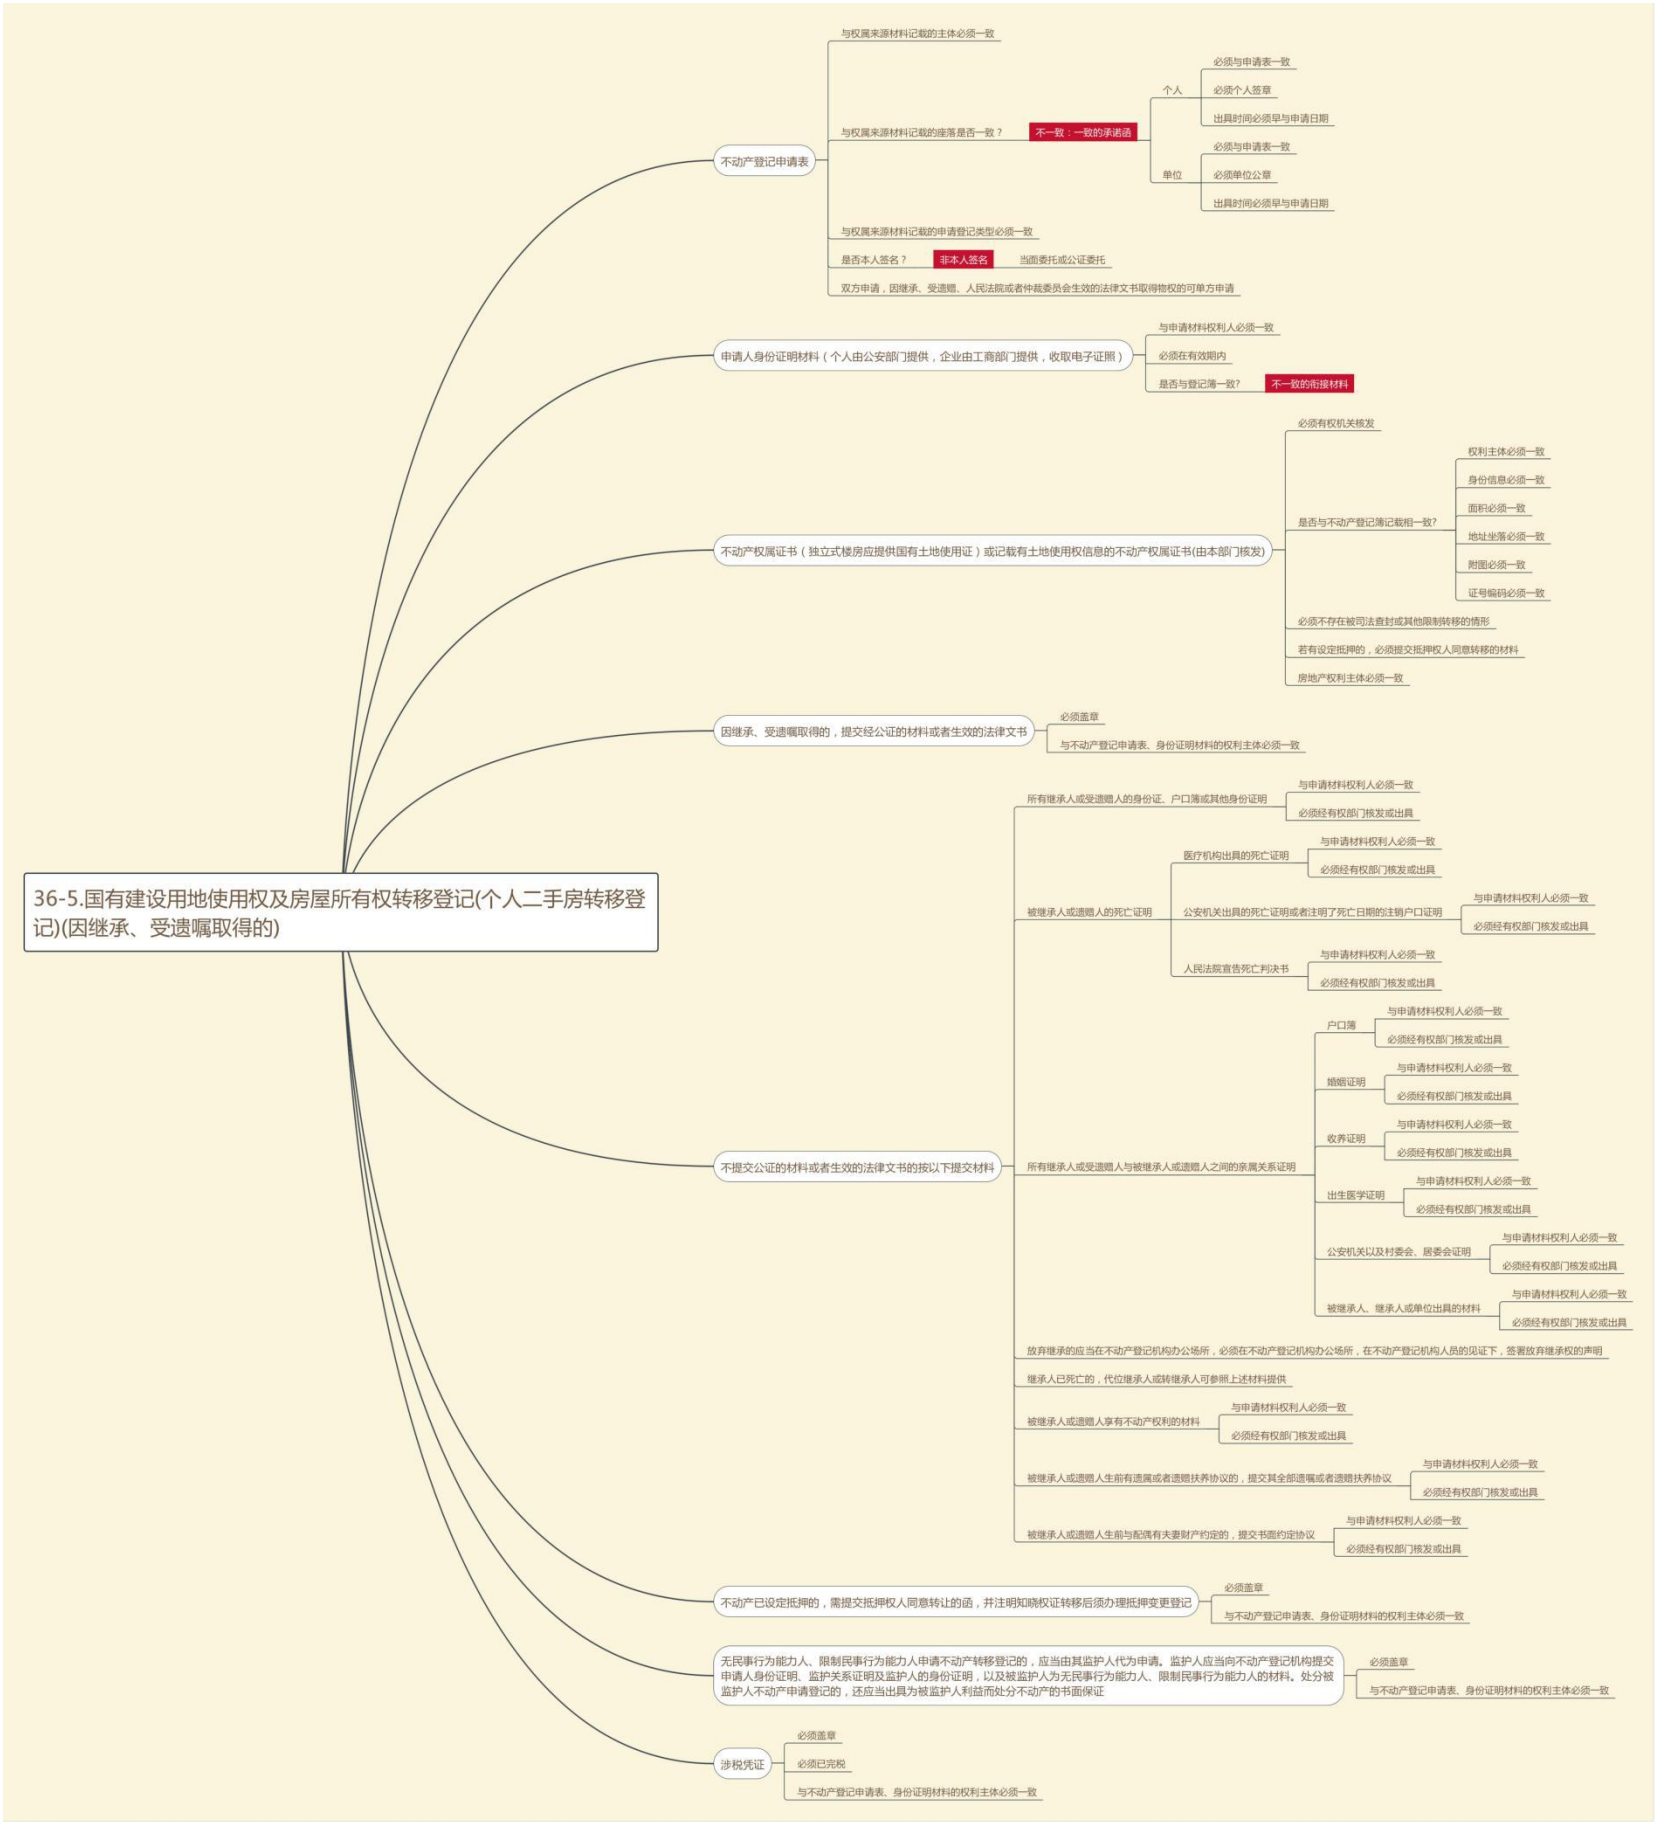 36-5.国有建设用地使用权及房屋所有权转移登记(个人二手房转移登
记)(因继承、受遗嘱取得的)
不动产登记申请表
与权属来源材料记载的主体必须一致
与权属来源材料记载的座落是否一致？
不一致：一致的承诺函
个人
必须与申请表一致
必须个人签章
出具时间必须早与申请日期
单位
必须与申请表一致
必须单位公章
出具时间必须早与申请日期
与权属来源材料记载的申请登记类型必须一致
是否本人签名？
非本人签名
当面委托或公证委托
双方申请，因继承、受遗赠、人民法院或者仲裁委员会生效的法律文书取得物权的可单方申请
申请人身份证明材料（个人由公安部门提供，企业由工商部门提供，收取电子证照）
与申请材料权利人必须一致
必须在有效期内
是否与登记簿一致?
不一致的衔接材料
不动产权属证书（独立式楼房应提供国有土地使用证）或记载有土地使用权信息的不动产权属证书(由本部门核发)
必须有权机关核发
是否与不动产登记簿记载相一致?
权利主体必须一致
身份信息必须一致
面积必须一致
地址坐落必须一致
附图必须一致
证号编码必须一致
必须不存在被司法查封或其他限制转移的情形
若有设定抵押的，必须提交抵押权人同意转移的材料
房地产权利主体必须一致
因继承、受遗嘱取得的，提交经公证的材料或者生效的法律文书
必须盖章
与不动产登记申请表、身份证明材料的权利主体必须一致
不提交公证的材料或者生效的法律文书的按以下提交材料
所有继承人或受遗赠人的身份证、户口簿或其他身份证明
与申请材料权利人必须一致
必须经有权部门核发或出具
被继承人或遗赠人的死亡证明
医疗机构出具的死亡证明
与申请材料权利人必须一致
必须经有权部门核发或出具
公安机关出具的死亡证明或者注明了死亡日期的注销户口证明
与申请材料权利人必须一致
必须经有权部门核发或出具
人民法院宣告死亡判决书
与申请材料权利人必须一致
必须经有权部门核发或出具
所有继承人或受遗赠人与被继承人或遗赠人之间的亲属关系证明
户口簿
与申请材料权利人必须一致
必须经有权部门核发或出具
婚姻证明
与申请材料权利人必须一致
必须经有权部门核发或出具
收养证明
与申请材料权利人必须一致
必须经有权部门核发或出具
出生医学证明
与申请材料权利人必须一致
必须经有权部门核发或出具
公安机关以及村委会、居委会证明
与申请材料权利人必须一致
必须经有权部门核发或出具
被继承人、继承人或单位出具的材料
与申请材料权利人必须一致
必须经有权部门核发或出具
放弃继承的应当在不动产登记机构办公场所，必须在不动产登记机构办公场所，在不动产登记机构人员的见证下，签署放弃继承权的声明
继承人已死亡的，代位继承人或转继承人可参照上述材料提供
被继承人或遗赠人享有不动产权利的材料
与申请材料权利人必须一致
必须经有权部门核发或出具
被继承人或遗赠人生前有遗属或者遗赠扶养协议的，提交其全部遗嘱或者遗赠扶养协议
与申请材料权利人必须一致
必须经有权部门核发或出具
被继承人或遗赠人生前与配偶有夫妻财产约定的，提交书面约定协议
与申请材料权利人必须一致
必须经有权部门核发或出具
不动产已设定抵押的，需提交抵押权人同意转让的函，并注明知晓权证转移后须办理抵押变更登记
必须盖章
与不动产登记申请表、身份证明材料的权利主体必须一致
无民事行为能力人、限制民事行为能力人申请不动产转移登记的，应当由其监护人代为申请。监护人应当向不动产登记机构提交
申请人身份证明、监护关系证明及监护人的身份证明，以及被监护人为无民事行为能力人、限制民事行为能力人的材料。处分被
监护人不动产申请登记的，还应当出具为被监护人利益而处分不动产的书面保证
必须盖章
与不动产登记申请表、身份证明材料的权利主体必须一致
涉税凭证
必须盖章
必须已完税
与不动产登记申请表、身份证明材料的权利主体必须一致